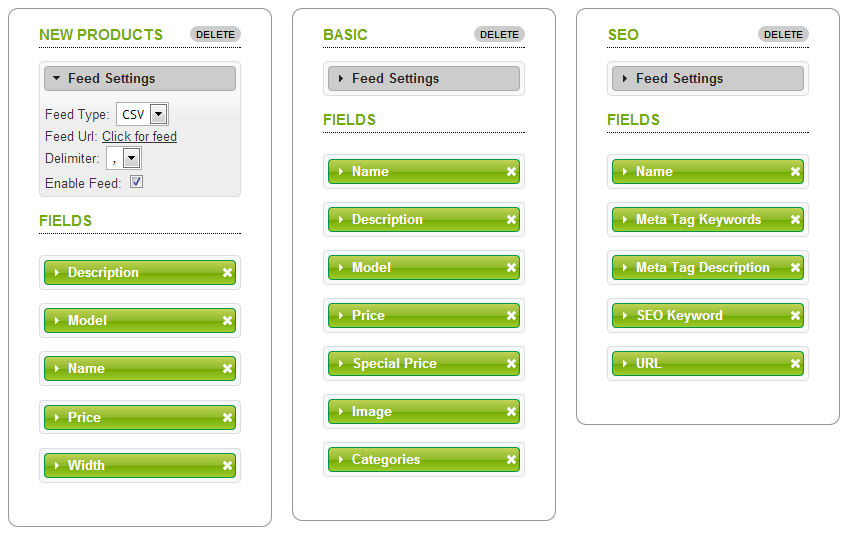 NEW PRODUCTS DELETE
Feed Settings
Feed Type: CSV
Feed Url: Click for feed
Delimiter: ,
Enable Feed:
FIELDS
Description
Model
Name
Price
Width
BASIC DELETE
Feed Settings
FIELDS
Name
Description
Model
Price
Special Price
Image
Categories
SEO DELETE
Feed Settings
FIELDS
Name
Meta Tag Keywords
Meta Tag Description
SEO Keyword
URL